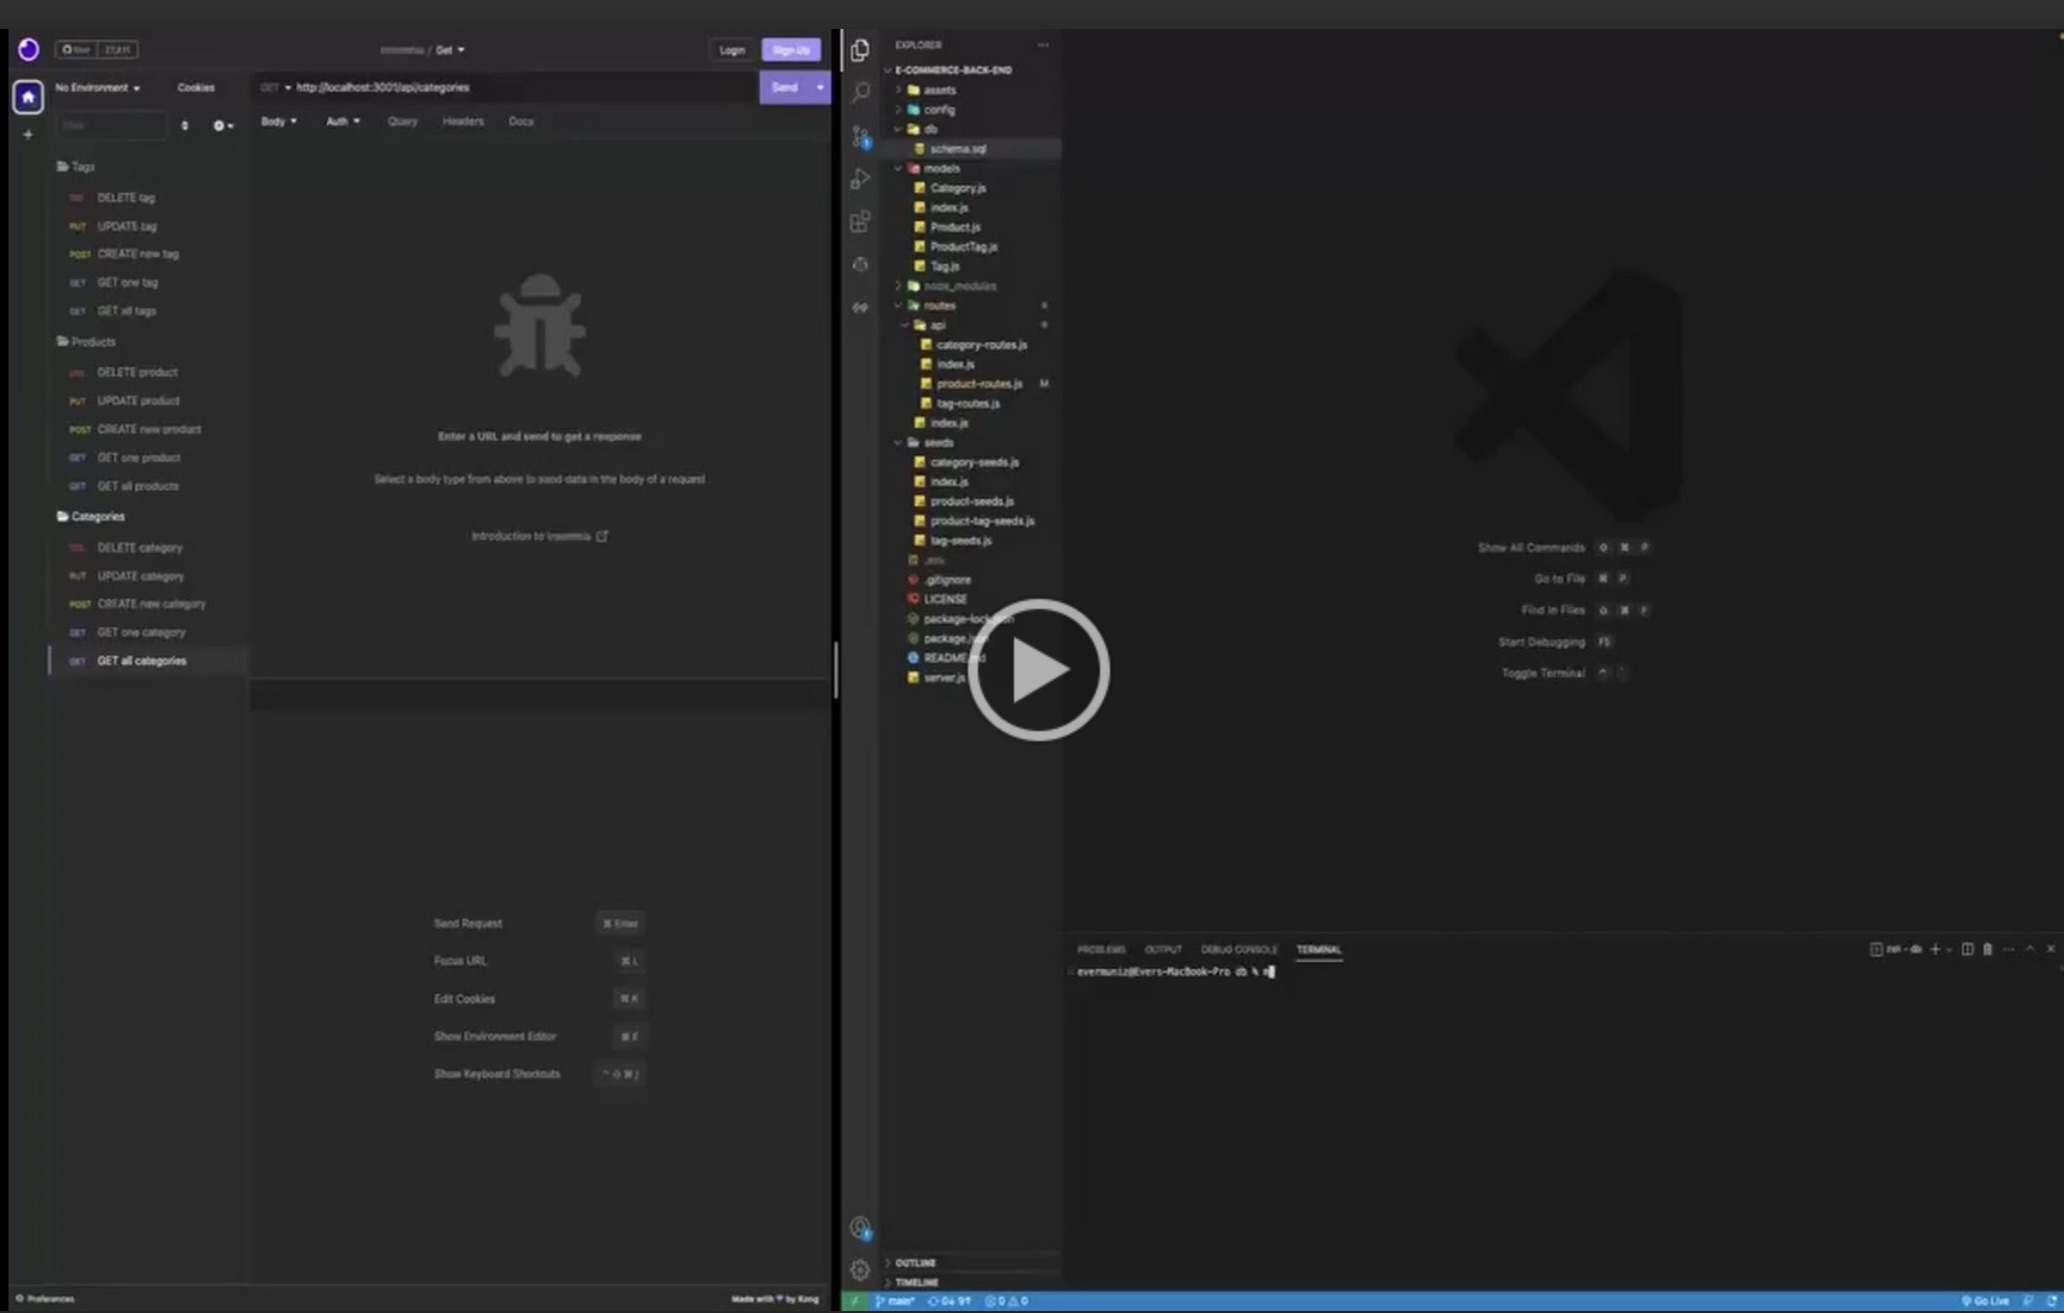 27,611
/ Get
Login
Sign Up
No Environment
Cookies
GET http://localhost:3001/api/categories
Send
Body
Auth
Query
Headers
Docs
Tags
DELETE tag
PUT UPDATE tag
POST CREATE new tag
GET GET one tag
GET GET all tags
Products
DELETE product
PUT UPDATE product
POST CREATE new product
GET GET one product
GET GET all products
Categories
DELETE category
PUT UPDATE category
POST CREATE new category
GET GET one category
GET GET all categories
Enter a URL and send to get a response
Select a body type from above to send data in the body of a request
Introduction to Insomnia
Send Request ⌘ Enter
Focus URL ⌘ L
Edit Cookies ⌘ K
Show Environment Editor ⌘ E
Show Keyboard Shortcuts
Preferences
Made with ♥ by Kong
EXPLORER
E-COMMERCE-BACK-END
assets
config
db
schema.sql
models
Category.js
index.js
Product.js
ProductTag.js
Tag.js
node_modules
routes
api
category-routes.js
index.js
product-routes.js M
tag-routes.js
index.js
seeds
category-seeds.js
index.js
product-seeds.js
product-tag-seeds.js
tag-seeds.js
.env
.gitignore
LICENSE
package-lock.json
package.json
README.md
server.js
OUTLINE
TIMELINE
Show All Commands ⇧ ⌘ P
Go to File ⌘ P
Find in Files ⇧ ⌘ F
Start Debugging F5
Toggle Terminal ⌃ `
PROBLEMS OUTPUT DEBUG CONSOLE TERMINAL
zsh - db
evermuniz@Evers-MacBook-Pro db % m
main* 0↓ 9↑ 0 0
Go Live